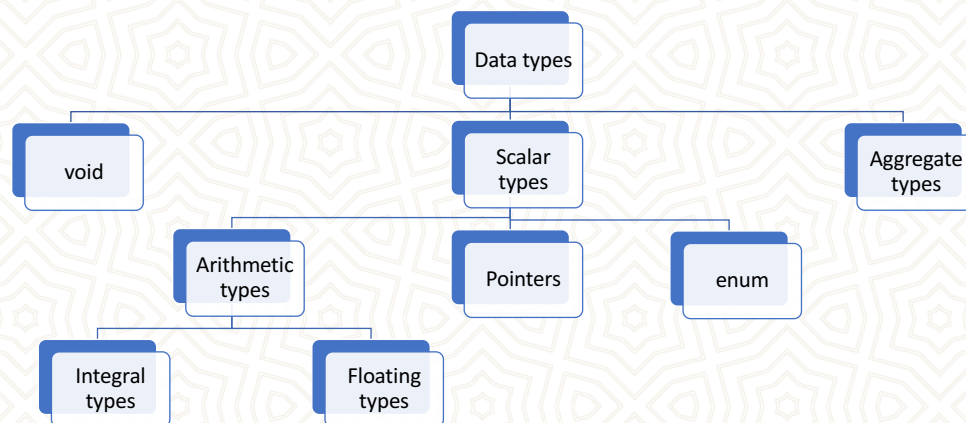 Data types
void
Scalar
types
Aggregate
types
Arithmetic
types
Pointers
enum
Integral
types
Floating
types